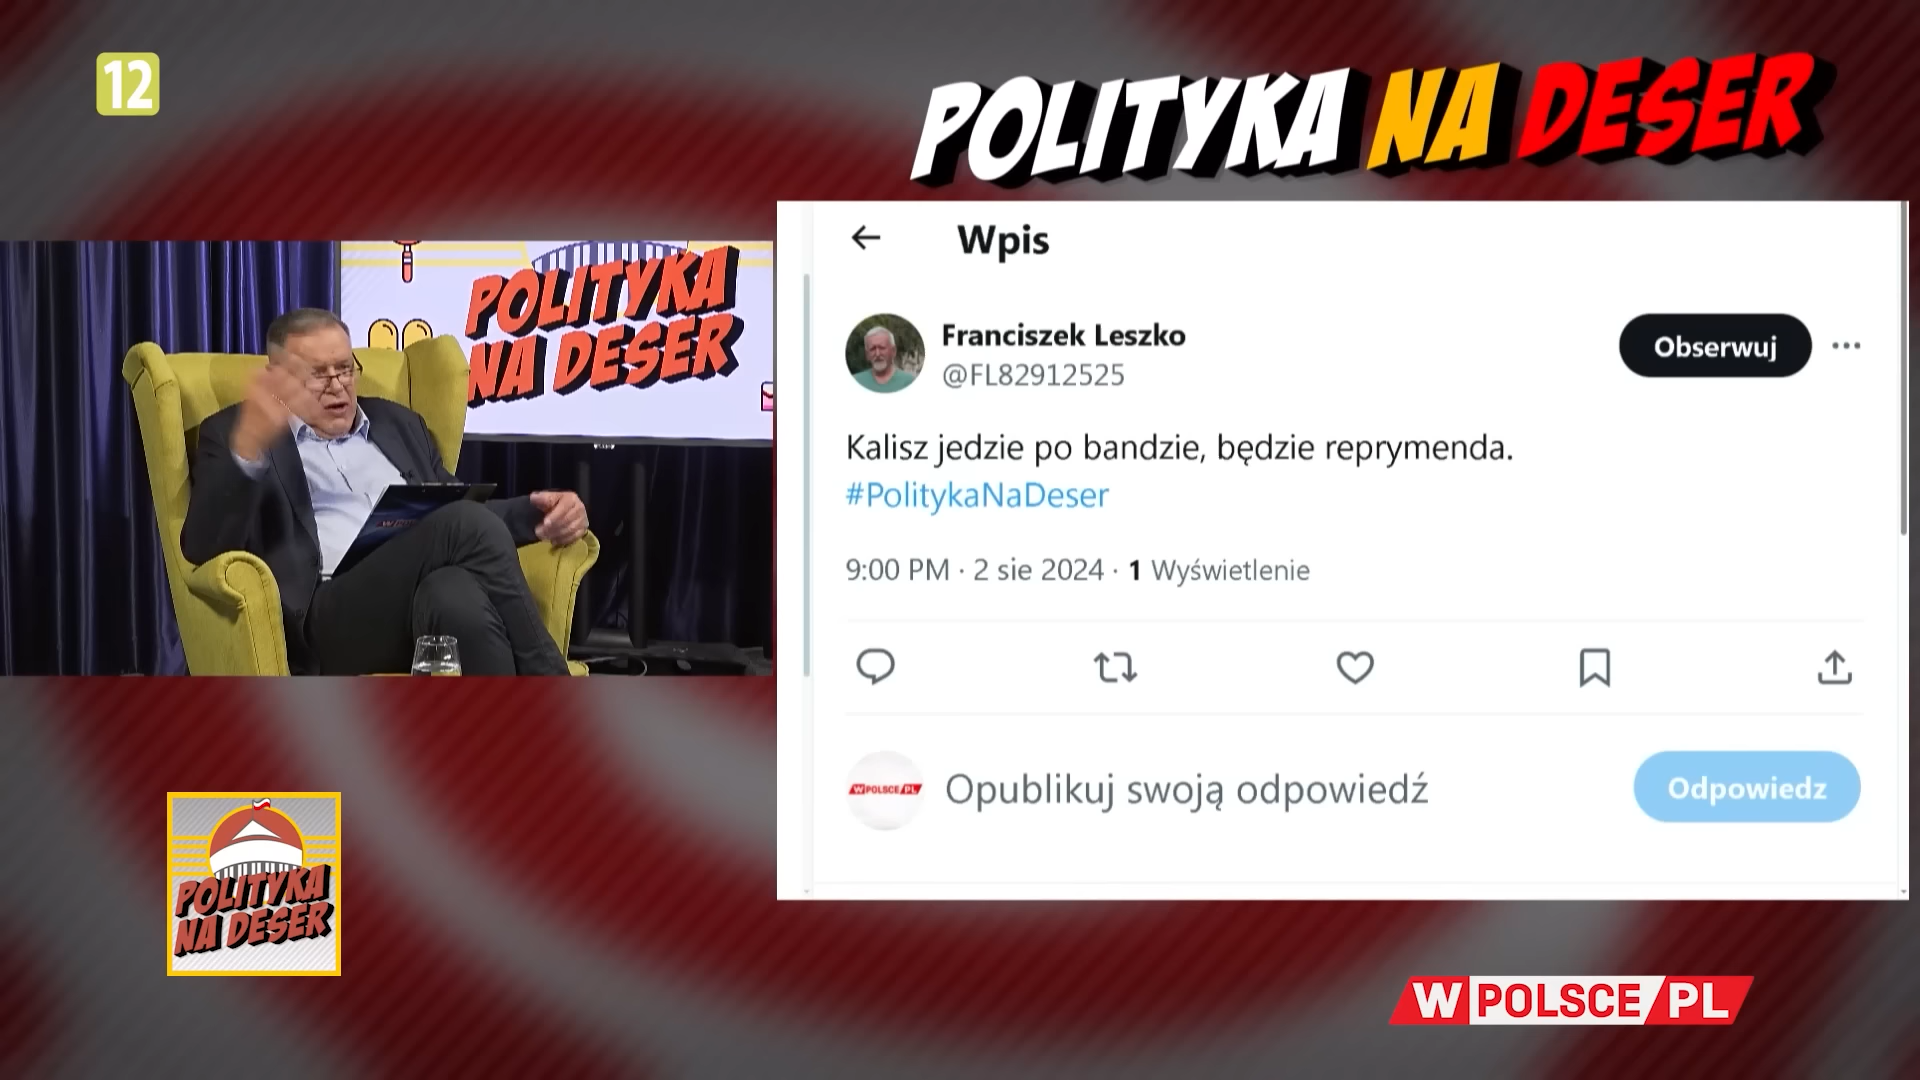 12
POLITYKA NA DESER
POLITYKA
NA DESER
Wpis
Franciszek Leszko
@FL82912525
Obserwuj
Kalisz jedzie po bandzie, będzie reprymenda.
#PolitykaNaDeser
9:00 PM · 2 sie 2024 · 1 Wyświetlenie
WPOLSCE/PL
Opublikuj swoją odpowiedź
Odpowiedz
POLITYKA
NA DESER
WPOLSCE/PL